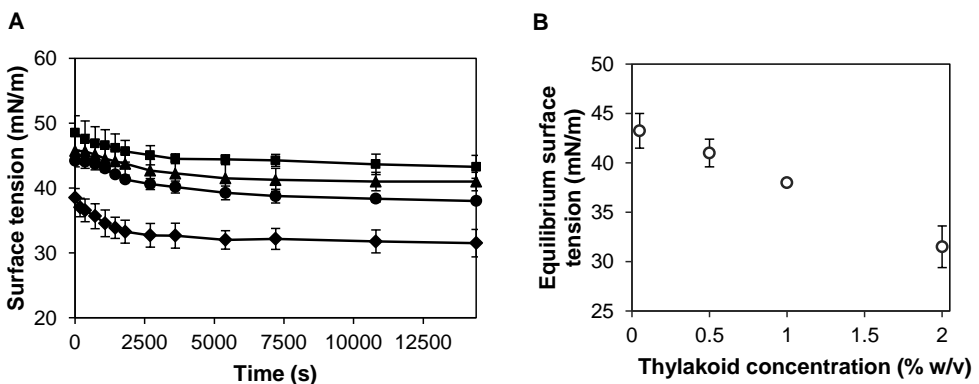 A
Surface tension (mN/m)
60
50
40
30
20
0 2500 5000 7500 10000 12500
Time (s)
B
Equilibrium surface
tension (mN/m)
50
45
40
35
30
25
0 0.5 1 1.5 2
Thylakoid concentration (% w/v)